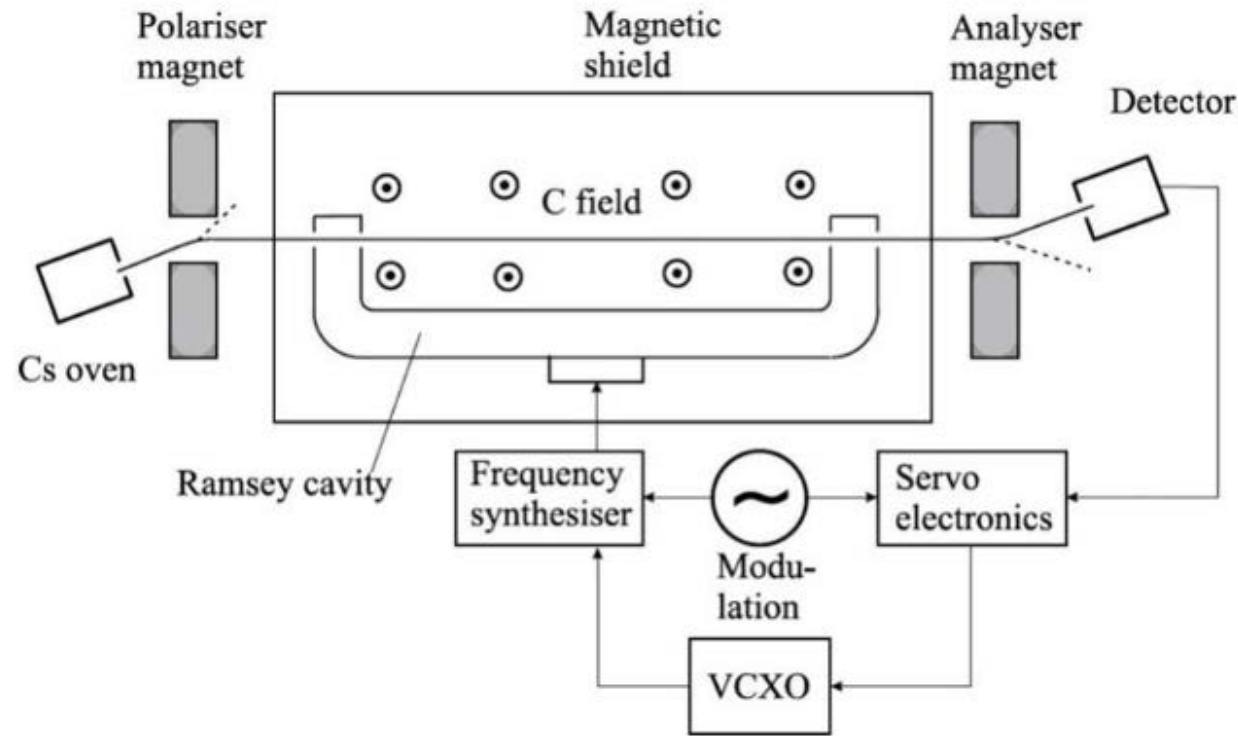 Polariser
magnet
Magnetic
shield
Analyser
magnet
Detector
C field
Cs oven
Ramsey cavity
Frequency
synthesiser
~
Servo
electronics
Modu-
lation
VCXO